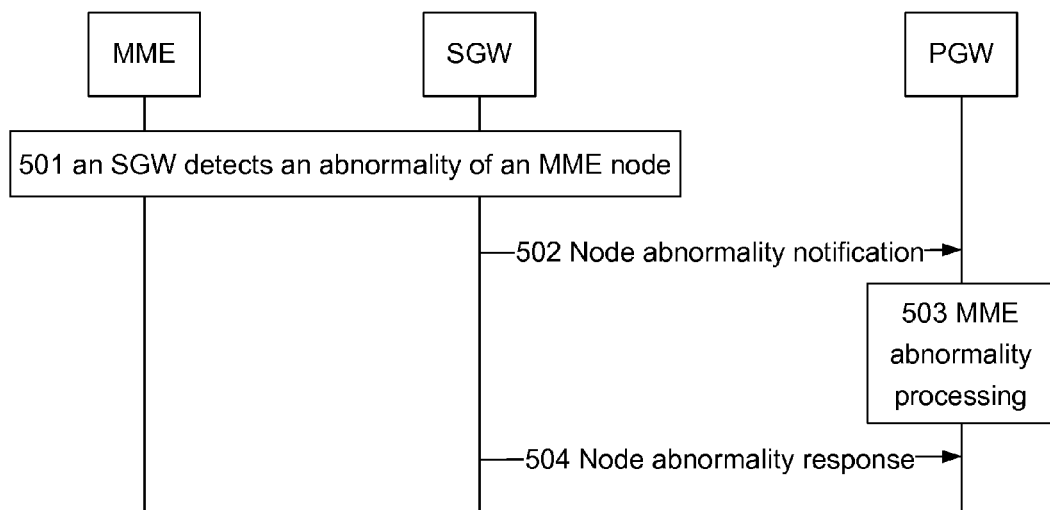 MME
SGW
PGW
501 an SGW detects an abnormality of an MME node
502 Node abnormality notification
503 MME
abnormality
processing
504 Node abnormality response